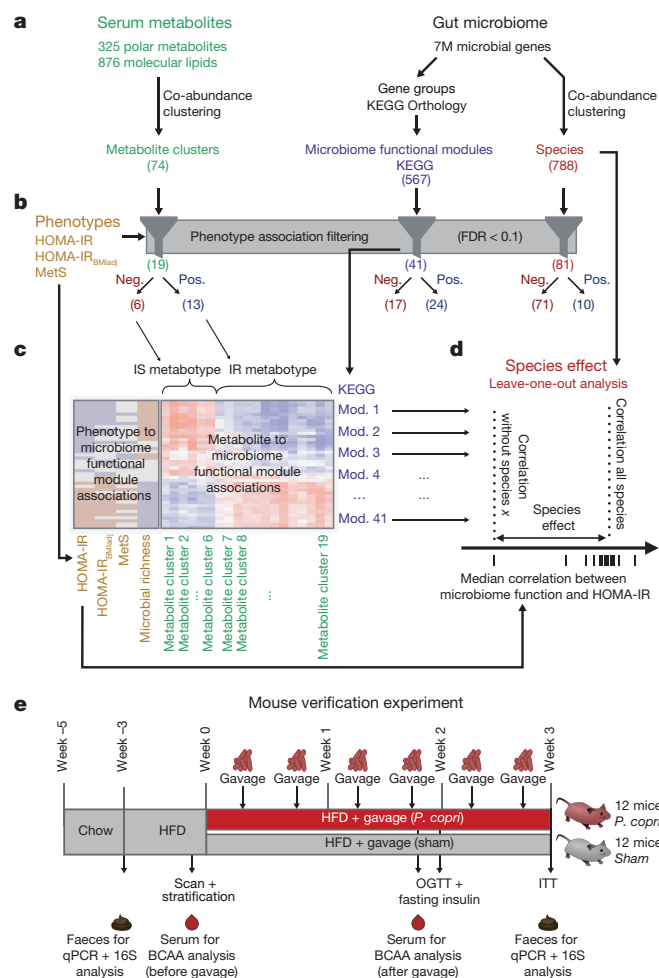 a
Serum metabolites
325 polar metabolites
876 molecular lipids
Gut microbiome
7M microbial genes
Co-abundance
clustering
Gene groups
KEGG Orthology
Co-abundance
clustering
Metabolite clusters
(74)
Microbiome functional modules
KEGG
(567)
Species
(788)
b
Phenotypes
HOMA-IR
HOMA-IRBMIadj
MetS
Phenotype association filtering
(FDR < 0.1)
(19)
(41)
(81)
Neg.
Pos.
Neg.
Pos.
Neg.
Pos.
(6)
(13)
(17)
(24)
(71)
(10)
c
IS metabotype
IR metabotype
KEGG
Phenotype to
microbiome
functional
module
associations
Metabolite to
microbiome
functional module
associations
Mod. 1
Mod. 2
Mod. 3
Mod. 4
...
...
...
Mod. 41
HOMA-IR
HOMA-IRBMIadj
MetS
Microbial richness
Metabolite cluster 1
Metabolite cluster 2
...
Metabolite cluster 6
Metabolite cluster 7
Metabolite cluster 8
...
Metabolite cluster 19
d
Species effect
Leave-one-out analysis
Correlation
without species x
Correlation all species
Species
effect
Median correlation between
microbiome function and HOMA-IR
e
Mouse verification experiment
Week –5
Week –3
Week 0
Week 1
Week 2
Week 3
Gavage
Gavage
Gavage
Gavage
Gavage
Gavage
Chow
HFD
HFD + gavage (P. copri)
HFD + gavage (sham)
12 mice
P. copri
12 mice
Sham
Scan +
stratification
OGTT +
fasting insulin
ITT
Faeces for
qPCR + 16S
analysis
Serum for
BCAA analysis
(before gavage)
Serum for
BCAA analysis
(after gavage)
Faeces for
qPCR + 16S
analysis